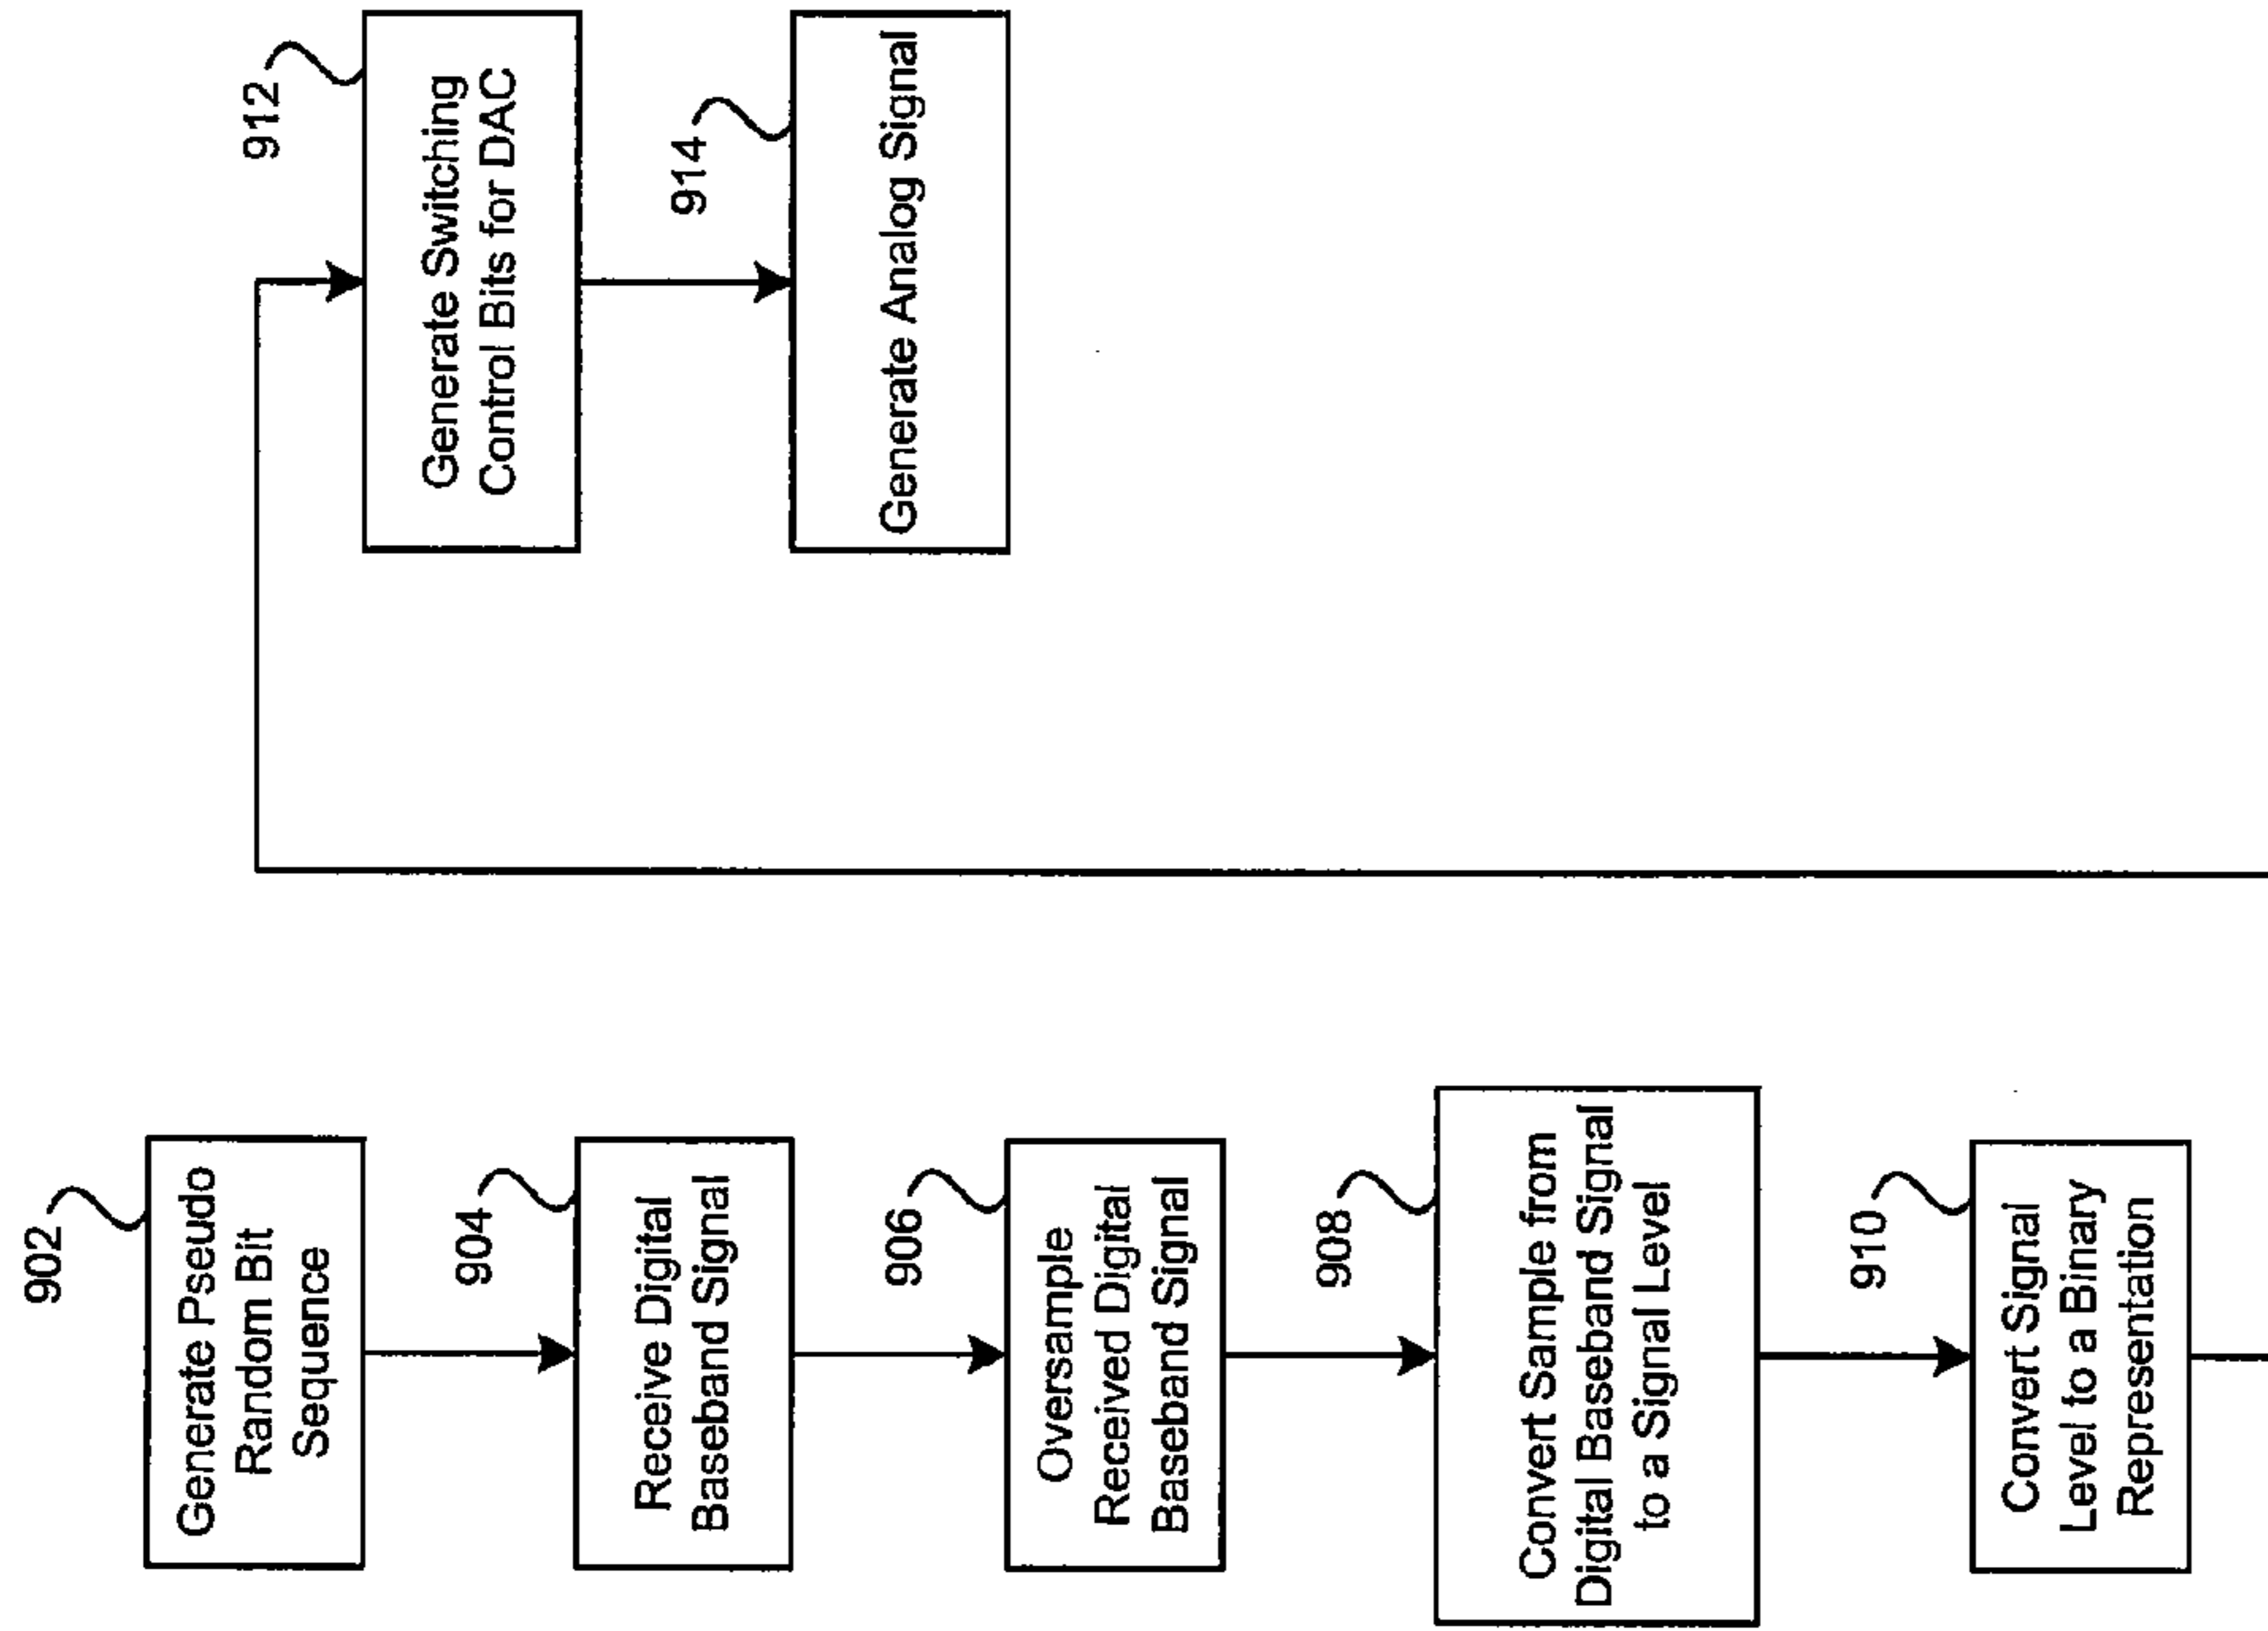 902
Generate Pseudo
Random Bit
Sequence
904
Receive Digital
Baseband Signal
906
Oversample
Received Digital
Baseband Signal
908
Convert Sample from
Digital Baseband Signal
to a Signal Level
910
Convert Signal
Level to a Binary
Representation
912
Generate Switching
Control Bits for DAC
914
Generate Analog Signal